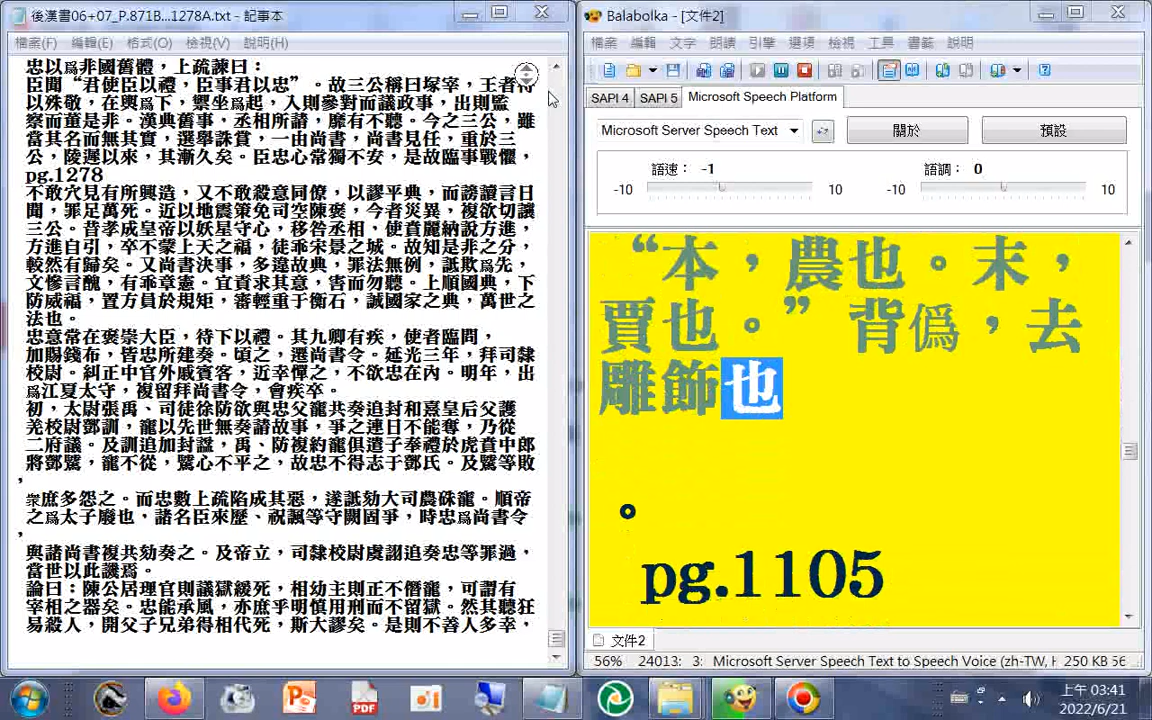 後漢書06+07_P.871B...1278A.txt - 記事本
檔案(F) 編輯(E) 格式(O) 檢視(V) 說明(H)
忠以為非國舊體，上疏諫曰：
臣聞“君使臣以禮，臣事君以忠”。故三公稱曰塚宰，王者待
以殊敬，在輿為下，禦坐為起，入則參對而議政事，出則監
察而董是非。漢典舊事，丞相所請，靡有不聽。今之三公，雖
當其名而無其實，選舉誅賞，一由尚書，尚書見任，重於三
公，陵遲以來，其漸久矣。臣忠心常獨不安，是故臨事戰懼，
pg.1278
不敢穴見有所興造，又不敢殺意同僚，以謬平典，而謗讟言日
聞，罪足萬死。近以地震策免司空陳褒，今者災異，複欲切讓
三公。昔孝成皇帝以妖星守心，移咎丞相，使賁麗納說方進，
方進自引，卒不蒙上天之福，徒乖宋景之城。故知是非之分，
較然有歸矣。又尚書決事，多違故典，罪法無例，詆欺為先，
文慘言醜，有乖章憲。宜責求其意，害而勿聽。上順國典，下
防威福，置方員於規矩，審輕重于衡石，誠國家之典，萬世之
法也。
忠意常在褒崇大臣，待下以禮。其九卿有疾，使者臨問，
加賜錢布，皆忠所建奏。頃之，遷尚書令。延光三年，拜司隸
校尉。糾正中官外戚賓客，近幸憚之，不欲忠在內。明年，出
為江夏太守，複留拜尚書令，會疾卒。
初，太尉張禹、司徒徐防欲與忠父寵共奏追封和熹皇后父護
羌校尉鄧訓，寵以先世無奏請故事，爭之連日不能奪，乃從
二府議。及訓追加封諡，禹、防複約寵俱遣子奉禮於虎賁中郎
將鄧騭，寵不從，騭心不平之，故忠不得志于鄧氏。及騭等敗
，
衆庶多怨之。而忠數上疏陷成其惡，遂詆劾大司農硃寵。順帝
之為太子廢也，諸名臣來歷、祝諷等守闕固爭，時忠為尚書令
，
與諸尚書複共劾奏之。及帝立，司隸校尉虞詡追奏忠等罪過，
當世以此譏焉。
論曰：陳公居理官則議獄緩死，相幼主則正不僭寵，可謂有
宰相之器矣。忠能承風，亦庶乎明慎用刑而不留獄。然其聽狂
易殺人，開父子兄弟得相代死，斯大謬矣。是則不善人多幸，
Balabolka - [文件2]
檔案 編輯 文字 朗讀 引擎 選項 檢視 工具 書籤 說明
SAPI 4 SAPI 5 Microsoft Speech Platform
Microsoft Server Speech Text 關於 預設
語速： -1 語調： 0
-10 10 -10 10
“本，農也。末，
賈也。”背僞，去
雕飾也
。
pg.1105
文件2
56% 24013: 3: Microsoft Server Speech Text to Speech Voice (zh-TW, H 250 KB 56
上午 03:41
2022/6/21